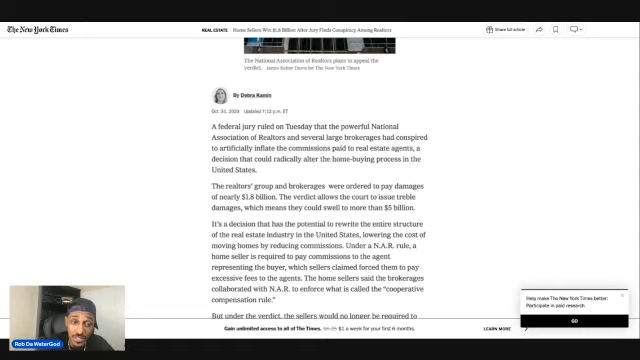 The New York Times
REAL ESTATE
Home Sellers Win $1.8 Billion After Jury Finds Conspiracy Among Realtors
Share full article
The National Association of Realtors plans to appeal the
verdict. Jamie Kelter Davis for The New York Times
By Debra Kamin
Oct. 31, 2023 Updated 7:12 p.m. ET
A federal jury ruled on Tuesday that the powerful National
Association of Realtors and several large brokerages had conspired
to artificially inflate the commissions paid to real estate agents, a
decision that could radically alter the home-buying process in the
United States.
The realtors’ group and brokerages were ordered to pay damages
of nearly $1.8 billion. The verdict allows the court to issue treble
damages, which means they could swell to more than $5 billion.
It’s a decision that has the potential to rewrite the entire structure
of the real estate industry in the United States, lowering the cost of
moving homes by reducing commissions. Under a N.A.R. rule, a
home seller is required to pay commissions to the agent
representing the buyer, which sellers claimed forced them to pay
excessive fees to the agents. The home sellers said the brokerages
collaborated with N.A.R. to enforce what is called the “cooperative
compensation rule.”
But under the verdict, the sellers would no longer be required to
Help make The New York Times better:
Participate in paid research
GO
Gain unlimited access to all of The Times. $6.25 $1 a week for your first 6 months.
LEARN MORE
Rob Da WaterGod